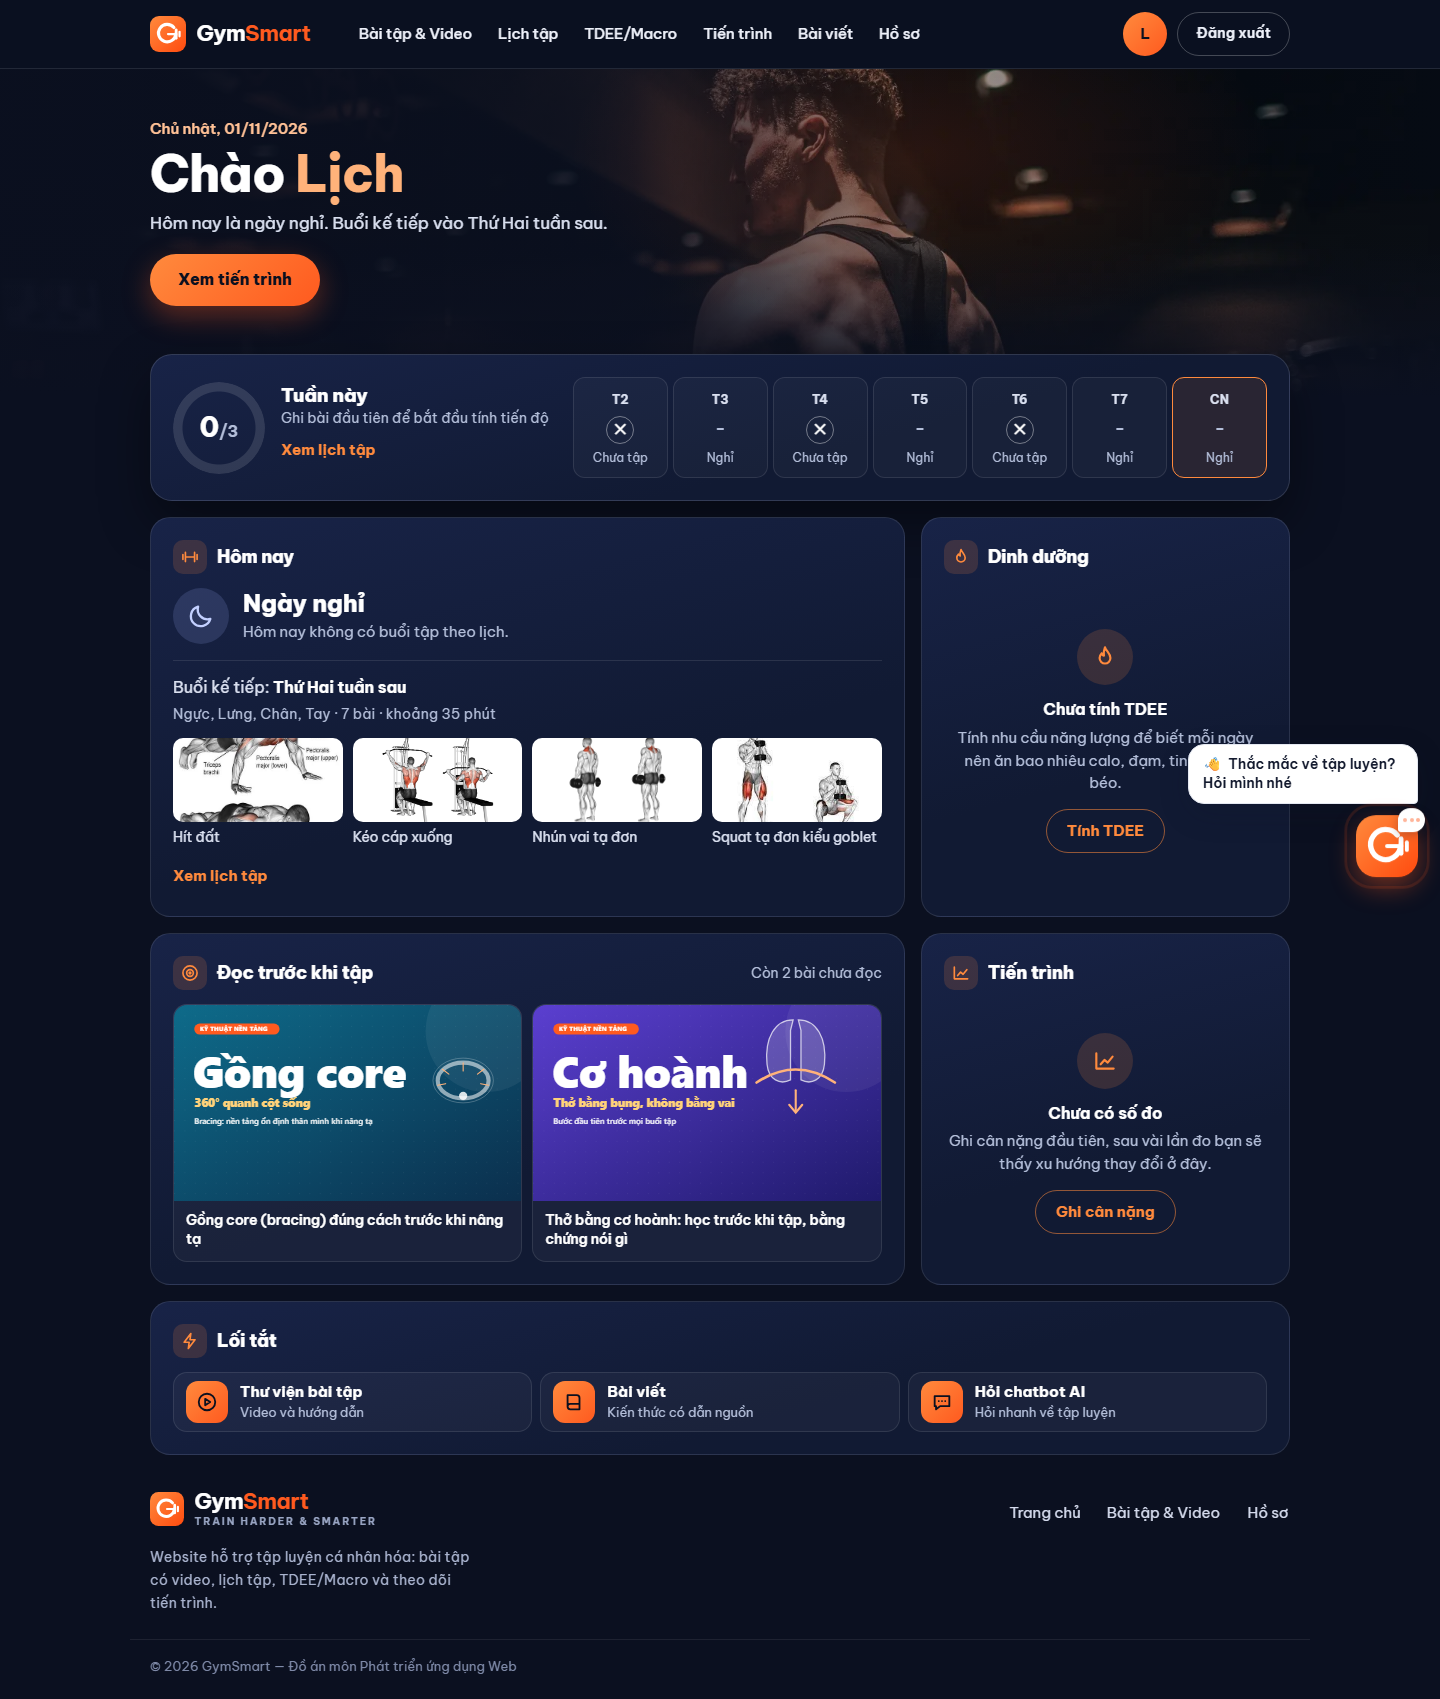 GymSmart
Bài tập & Video
Lịch tập
TDEE/Macro
Tiến trình
Bài viết
Hồ sơ
L
Đăng xuất
Chủ nhật, 01/11/2026
Chào Lịch
Hôm nay là ngày nghỉ. Buổi kế tiếp vào Thứ Hai tuần sau.
Xem tiến trình
0/3
Tuần này
Ghi bài đầu tiên để bắt đầu tính tiến độ
Xem lịch tập
T2
Chưa tập
T3
–
Nghỉ
T4
Chưa tập
T5
–
Nghỉ
T6
Chưa tập
T7
–
Nghỉ
CN
–
Nghỉ
Hôm nay
Ngày nghỉ
Hôm nay không có buổi tập theo lịch.
Buổi kế tiếp: Thứ Hai tuần sau
Ngực, Lưng, Chân, Tay · 7 bài · khoảng 35 phút
Triceps
brachii
Pectoralis
major (lower)
Pectoralis
major (upper)
Hít đất
Kéo cáp xuống
Nhún vai tạ đơn
Squat tạ đơn kiểu goblet
Xem lịch tập
Dinh dưỡng
Chưa tính TDEE
Tính nhu cầu năng lượng để biết mỗi ngày
nên ăn bao nhiêu calo, đạm, tin
béo.
Tính TDEE
👋 Thắc mắc về tập luyện?
Hỏi mình nhé
Đọc trước khi tập
Còn 2 bài chưa đọc
KỸ THUẬT NỀN TẢNG
Gồng core
360° quanh cột sống
Bracing: nền tảng ổn định thân mình khi nâng tạ
Gồng core (bracing) đúng cách trước khi nâng
tạ
KỸ THUẬT NỀN TẢNG
Cơ hoành
Thở bằng bụng, không bằng vai
Bước đầu tiên trước mọi buổi tập
Thở bằng cơ hoành: học trước khi tập, bằng
chứng nói gì
Tiến trình
Chưa có số đo
Ghi cân nặng đầu tiên, sau vài lần đo bạn sẽ
thấy xu hướng thay đổi ở đây.
Ghi cân nặng
Lối tắt
Thư viện bài tập
Video và hướng dẫn
Bài viết
Kiến thức có dẫn nguồn
Hỏi chatbot AI
Hỏi nhanh về tập luyện
GymSmart
TRAIN HARDER & SMARTER
Trang chủ
Bài tập & Video
Hồ sơ
Website hỗ trợ tập luyện cá nhân hóa: bài tập
có video, lịch tập, TDEE/Macro và theo dõi
tiến trình.
© 2026 GymSmart — Đồ án môn Phát triển ứng dụng Web